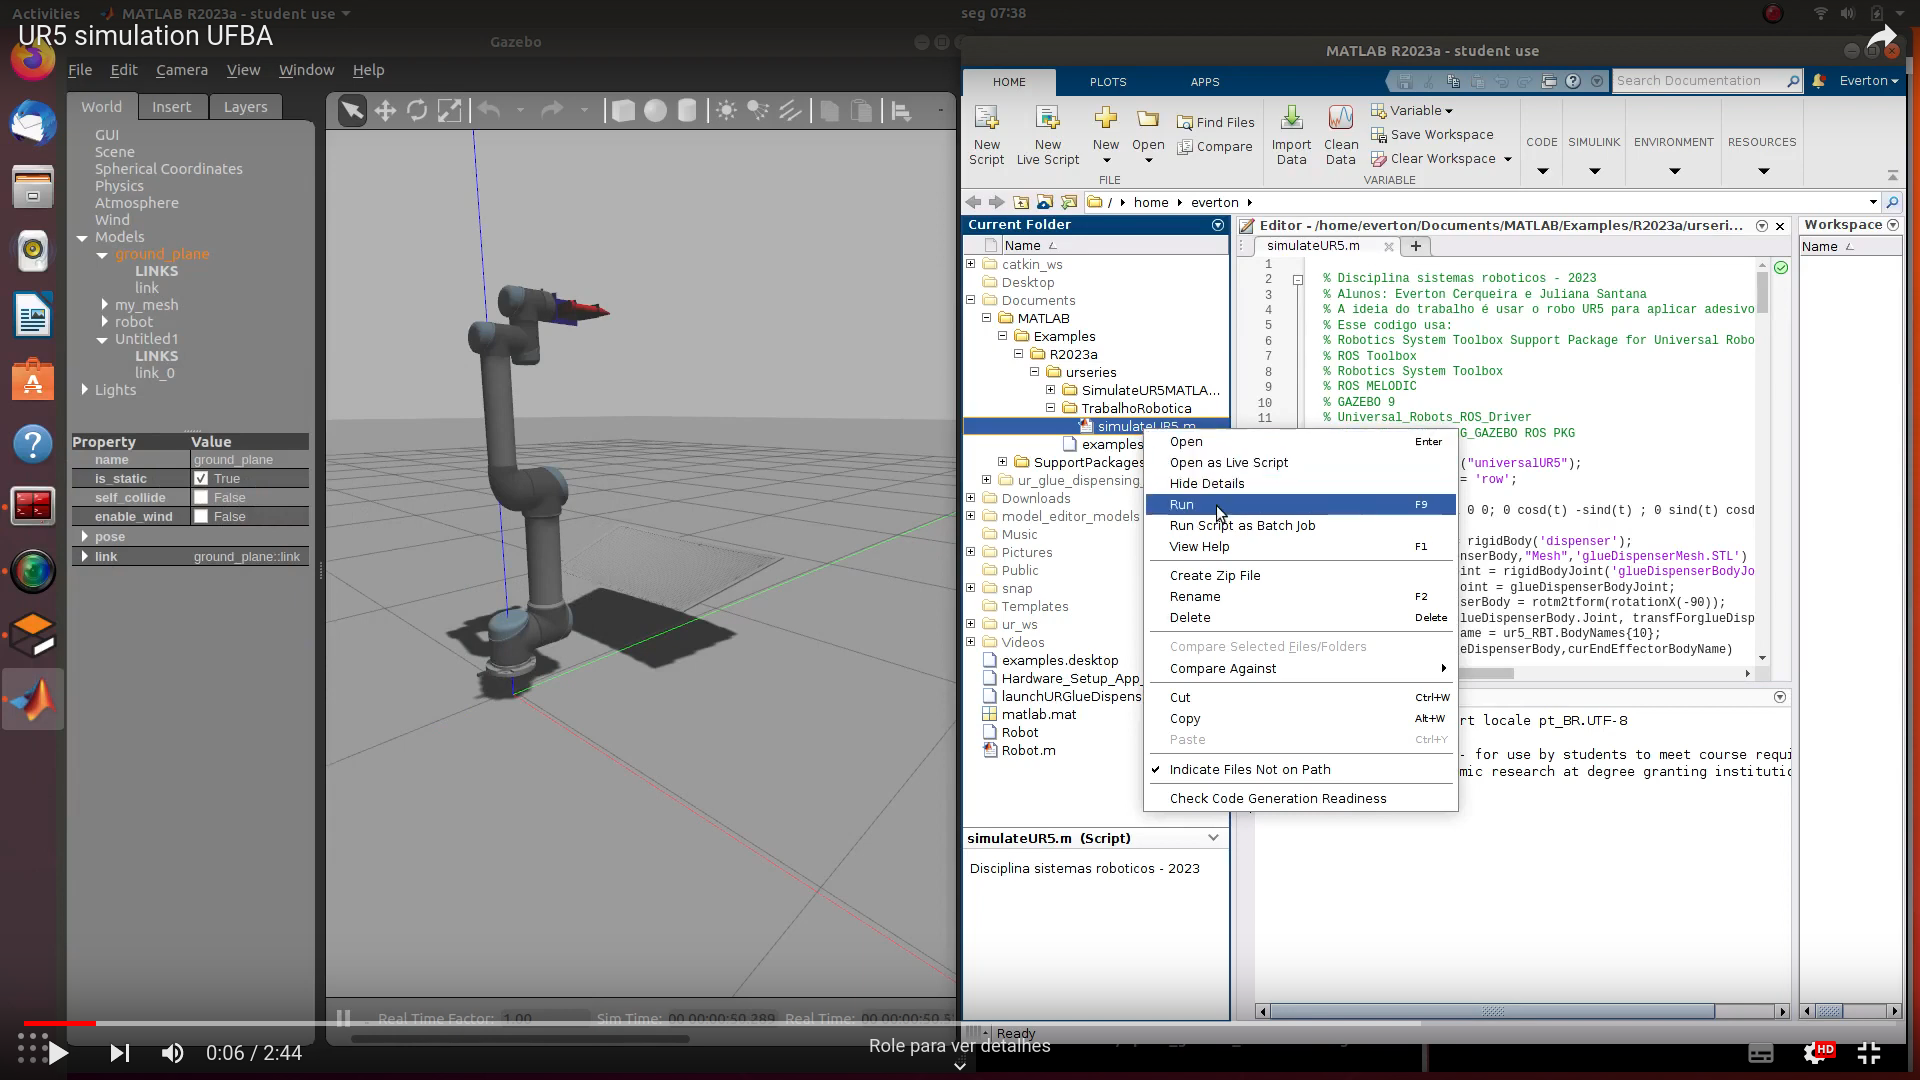 Activities
MATLAB R2023a - student use
seg 07:38
UR5 simulation UFBA
Gazebo
File Edit Camera View Window Help
World Insert Layers
GUI
Scene
Spherical Coordinates
Physics
Atmosphere
Wind
Models
ground_plane
LINKS
link
my_mesh
robot
Untitled1
LINKS
link_0
Lights
Property Value
name ground_plane
is_static True
self_collide False
enable_wind False
pose
link ground_plane::link
Real Time Factor: 1.00 Sim Time: 00 00:00:50.289 Real Time:
MATLAB R2023a - student use
HOME PLOTS APPS
Search Documentation
Everton
New Script
New Live Script
New
Open
Find Files
Compare
FILE
Import Data
Clean Data
Variable
Save Workspace
Clear Workspace
VARIABLE
CODE
SIMULINK
ENVIRONMENT
RESOURCES
/ home everton
Current Folder
Name
catkin_ws
Desktop
Documents
MATLAB
Examples
R2023a
urseries
SimulateUR5MATLA...
TrabalhoRobotica
simulateUR5.m
examples
SupportPackages
ur_glue_dispensing_
Downloads
model_editor_models
Music
Pictures
Public
snap
Templates
ur_ws
Videos
examples.desktop
Hardware_Setup_App_
launchURGlueDispens
matlab.mat
Robot
Robot.m
simulateUR5.m (Script)
Disciplina sistemas roboticos - 2023
Editor - /home/everton/Documents/MATLAB/Examples/R2023a/urseri...
simulateUR5.m
1
2 % Disciplina sistemas roboticos - 2023
3 % Alunos: Everton Cerqueira e Juliana Santana
4 % A ideia do trabalho é usar o robo UR5 para aplicar adesivo
5 % Esse codigo usa:
6 % Robotics System Toolbox Support Package for Universal Robo
7 % ROS Toolbox
8 % Robotics System Toolbox
9 % ROS MELODIC
10 % GAZEBO 9
11 % Universal_Robots_ROS_Driver
G_GAZEBO ROS PKG
("universalUR5");
= 'row';
0 0; 0 cosd(t) -sind(t) ; 0 sind(t) cosd
= rigidBody('dispenser');
nserBody,"Mesh",'glueDispenserMesh.STL')
int = rigidBodyJoint('glueDispenserBodyJo
oint = glueDispenserBodyJoint;
serBody = rotm2tform(rotationX(-90));
ueDispenserBody.Joint, transfForglueDisp
ame = ur5_RBT.BodyNames{10};
serBody,curEndEffectorBodyName)
Workspace
Name
Open Enter
Open as Live Script
Hide Details
Run F9
Run Script as Batch Job
View Help F1
Create Zip File
Rename F2
Delete Delete
Compare Selected Files/Folders
Compare Against
Cut Ctrl+W
Copy Alt+W
Paste Ctrl+Y
Indicate Files Not on Path
Check Code Generation Readiness
rt locale pt_BR.UTF-8
- for use by students to meet course requi
mic research at degree granting institutio
Ready
0:06 / 2:44
Role para ver detalhes
HD